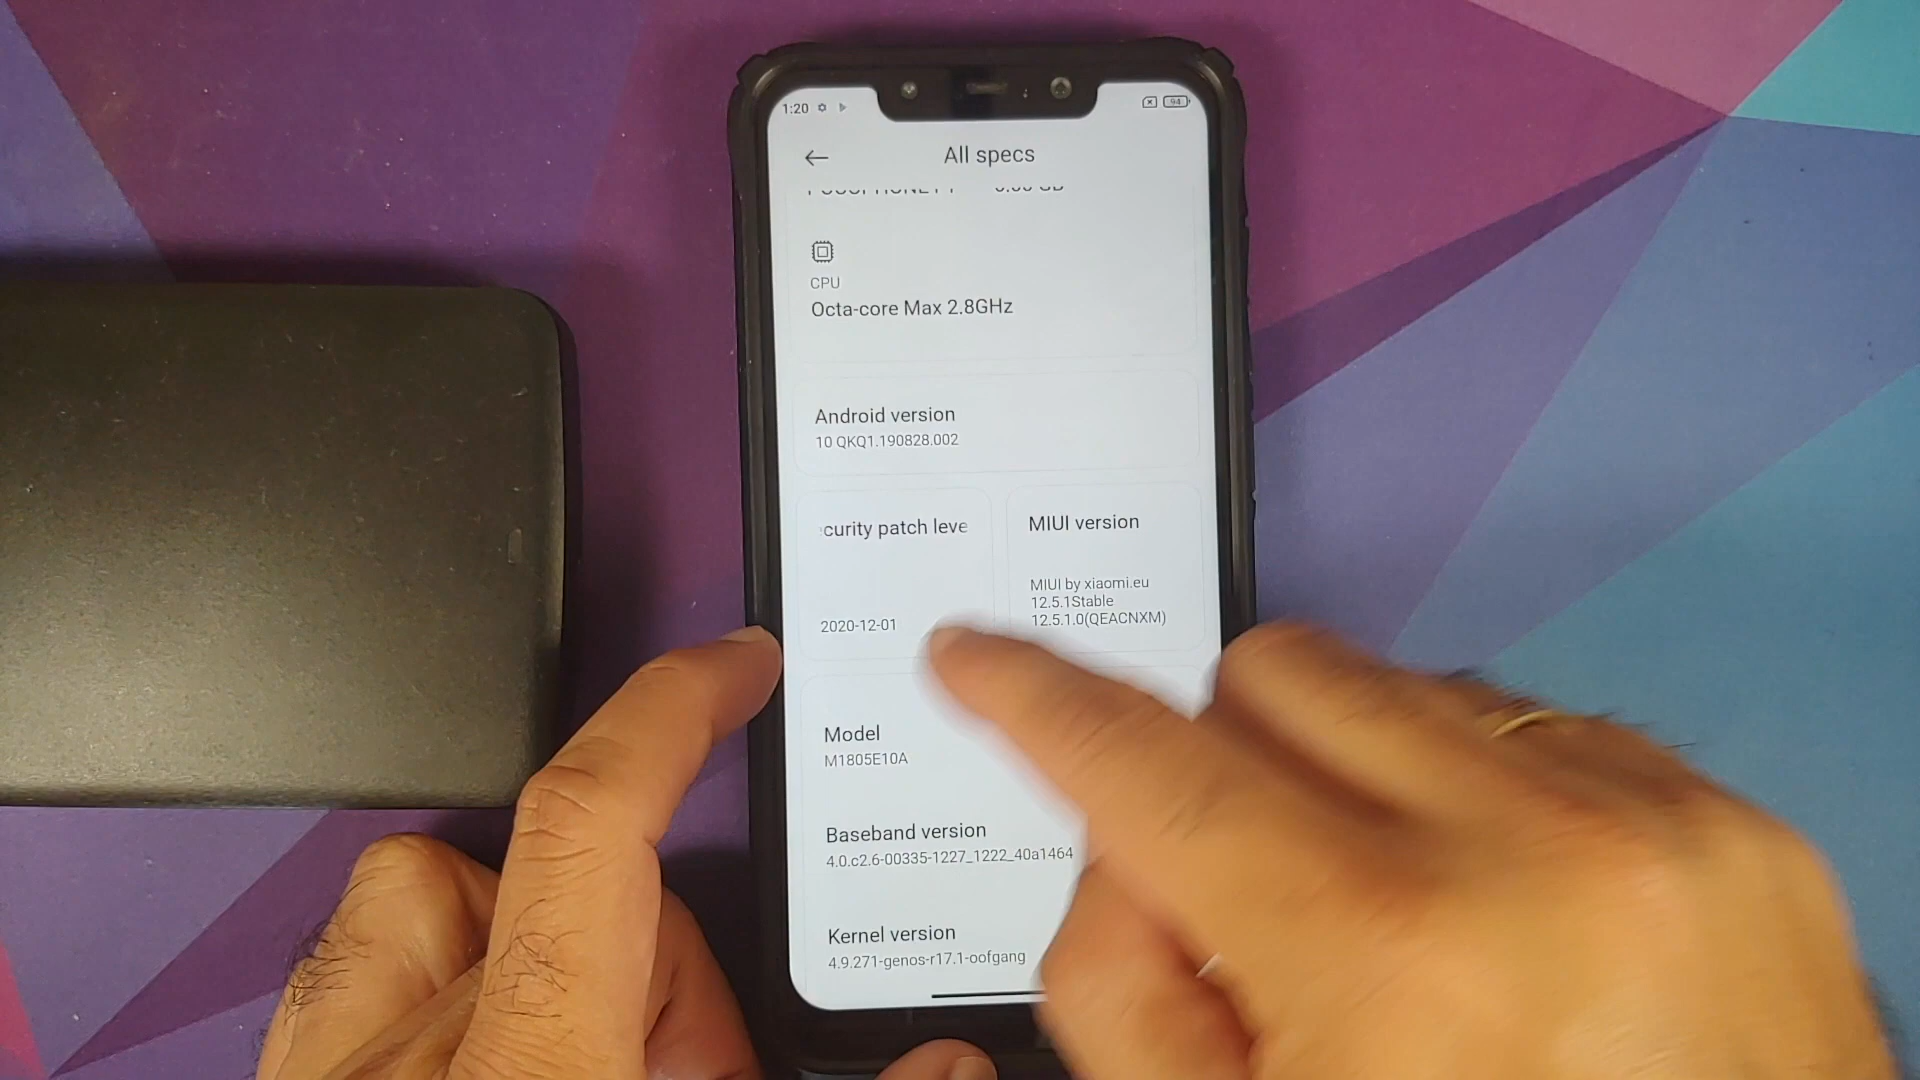 1:20
94
All specs
CPU
Octa-core Max 2.8GHz
Android version
10 QKQ1.190828.002
curity patch leve
2020-12-01
MIUI version
MIUI by xiaomi.eu
12.5.1Stable
12.5.1.0(QEACNXM)
Model
M1805E10A
Baseband version
4.0.c2.6-00335-1227_1222_40a1464
Kernel version
4.9.271-genos-r17.1-oofgang